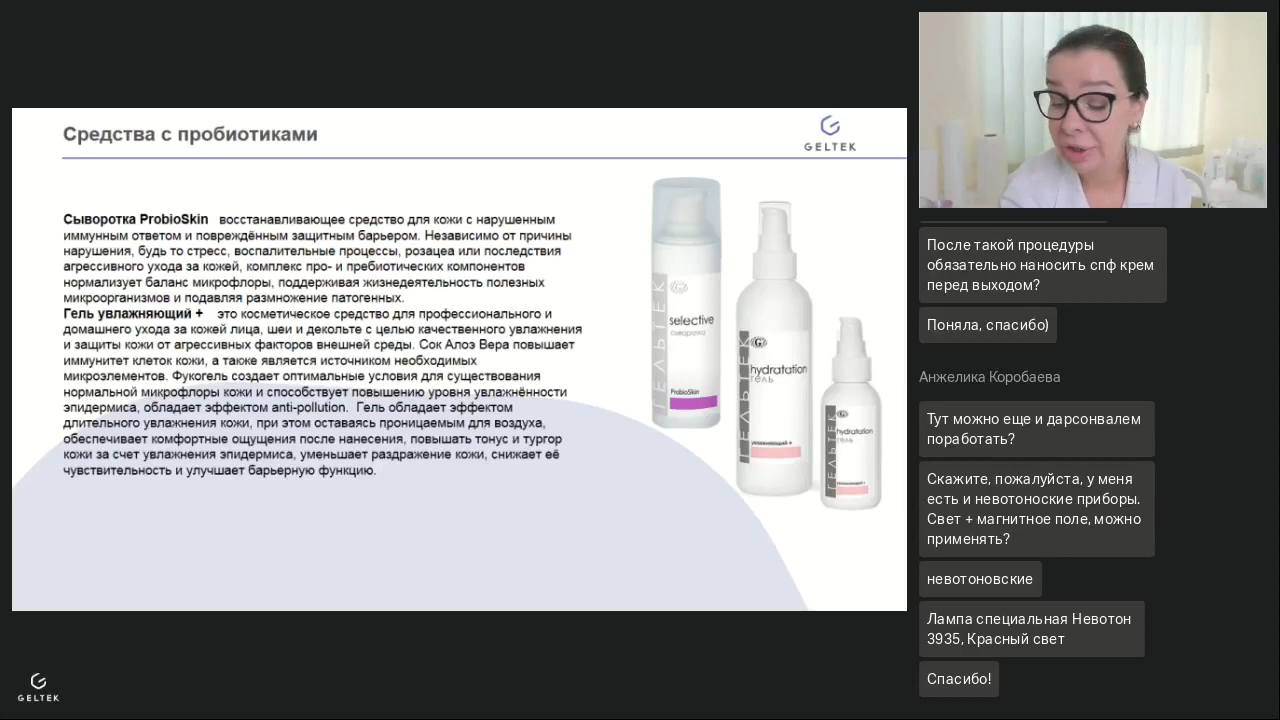 Средства с пробиотиками
GELTEK
Сыворотка ProbioSkin восстанавливающее средство для кожи с нарушенным
иммунным ответом и повреждённым защитным барьером. Независимо от причины
нарушения, будь то стресс, воспалительные процессы, розацеа или последствия
агрессивного ухода за кожей, комплекс про- и пребиотических компонентов
нормализует баланс микрофлоры, поддерживая жизнедеятельность полезных
микроорганизмов и подавляя размножение патогенных.
Гель увлажняющий + это косметическое средство для профессионального и
домашнего ухода за кожей лица, шеи и декольте с целью качественного увлажнения
и защиты кожи от агрессивных факторов внешней среды. Сок Алоэ Вера повышает
иммунитет клеток кожи, а также является источником необходимых
микроэлементов. Фукогель создает оптимальные условия для существования
нормальной микрофлоры кожи и способствует повышению уровня увлажнённости
эпидермиса, обладает эффектом anti-pollution. Гель обладает эффектом
длительного увлажнения кожи, при этом оставаясь проницаемым для воздуха,
обеспечивает комфортные ощущения после нанесения, повышать тонус и тургор
кожи за счет увлажнения эпидермиса, уменьшает раздражение кожи, снижает её
чувствительность и улучшает барьерную функцию.
ГЕЛЬТЕК
selective
сыворотка
ProbioSkin
ГЕЛЬТЕК
hydratation
гель
увлажняющий +
ГЕЛЬТЕК
hydratation
гель
увлажняющий +
GELTEK
После такой процедуры
обязательно наносить спф крем
перед выходом?
Поняла, спасибо)
Анжелика Коробаева
Тут можно еще и дарсонвалем
поработать?
Скажите, пожалуйста, у меня
есть и невотоноские приборы.
Свет + магнитное поле, можно
применять?
невотоновские
Лампа специальная Невотон
3935, Красный свет
Спасибо!